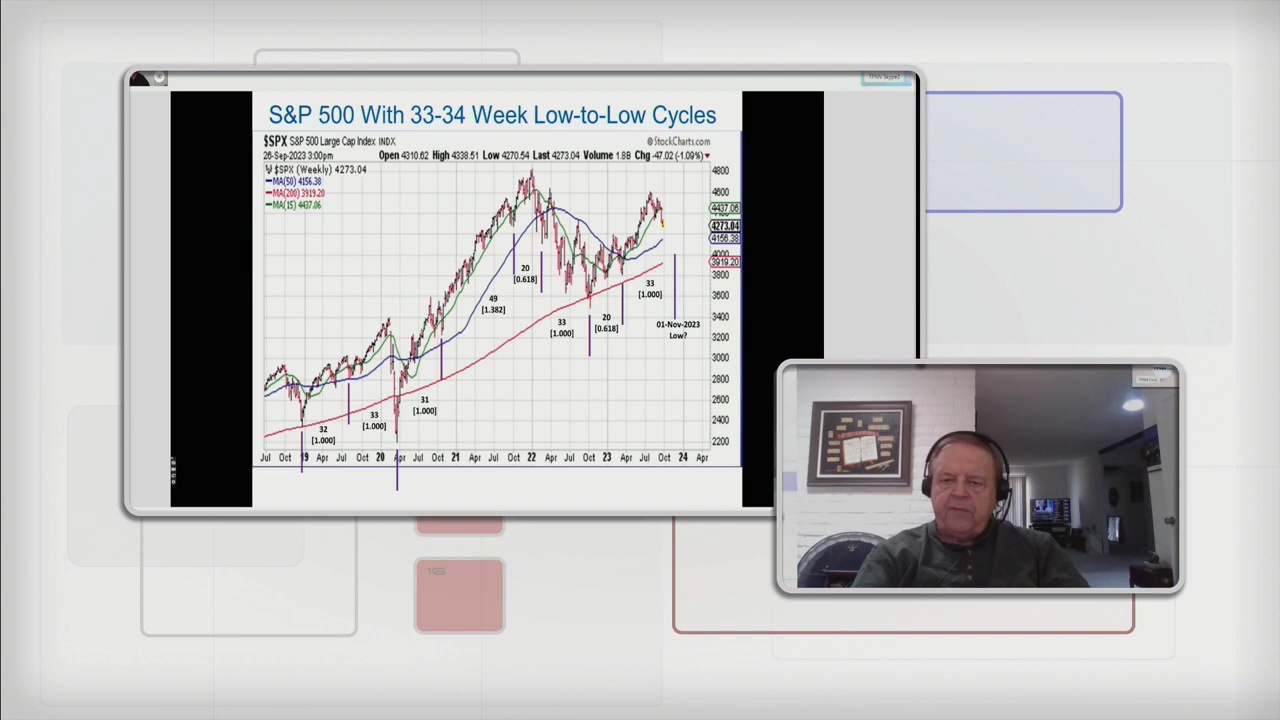 TFNN Skype2
S&P 500 With 33-34 Week Low-to-Low Cycles
$SPX S&P 500 Large Cap Index INDX
© StockCharts.com
26-Sep-2023 3:00pm
Open 4310.62 High 4338.51 Low 4270.54 Last 4273.04 Volume 1.8B Chg -47.02 (-1.09%)
$SPX (Weekly) 4273.04
MA(50) 4156.38
MA(200) 3919.20
MA(15) 4437.06
4800
4600
4437.06
4273.04
4156.38
4000
3919.20
3800
3600
3400
3200
3000
2800
2600
2400
2200
20
[0.618]
49
[1.382]
33
[1.000]
33
[1.000]
20
[0.618]
01-Nov-2023
Low?
31
[1.000]
33
[1.000]
32
[1.000]
Jul Oct 19 Apr Jul Oct 20 Apr Jul Oct 21 Apr Jul Oct 22 Apr Jul Oct 23 Apr Jul Oct 24 Apr